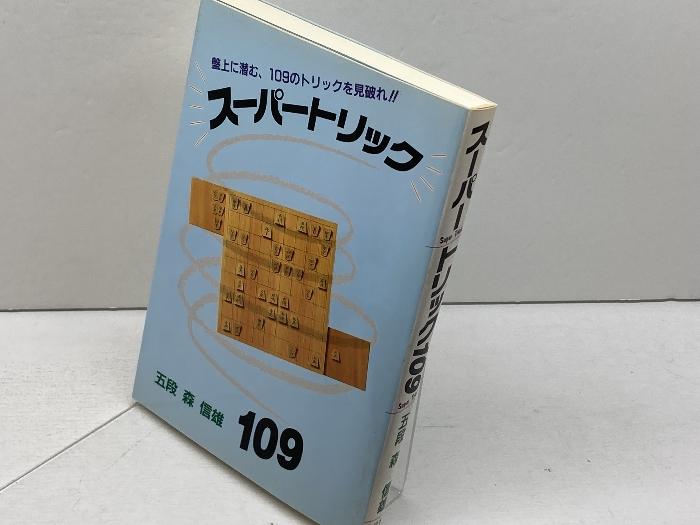 盤上に潜む、109のトリックを見破れ!!
スーパートリック
五段 森 信雄
109
スーパートリック109
五段 森 信雄